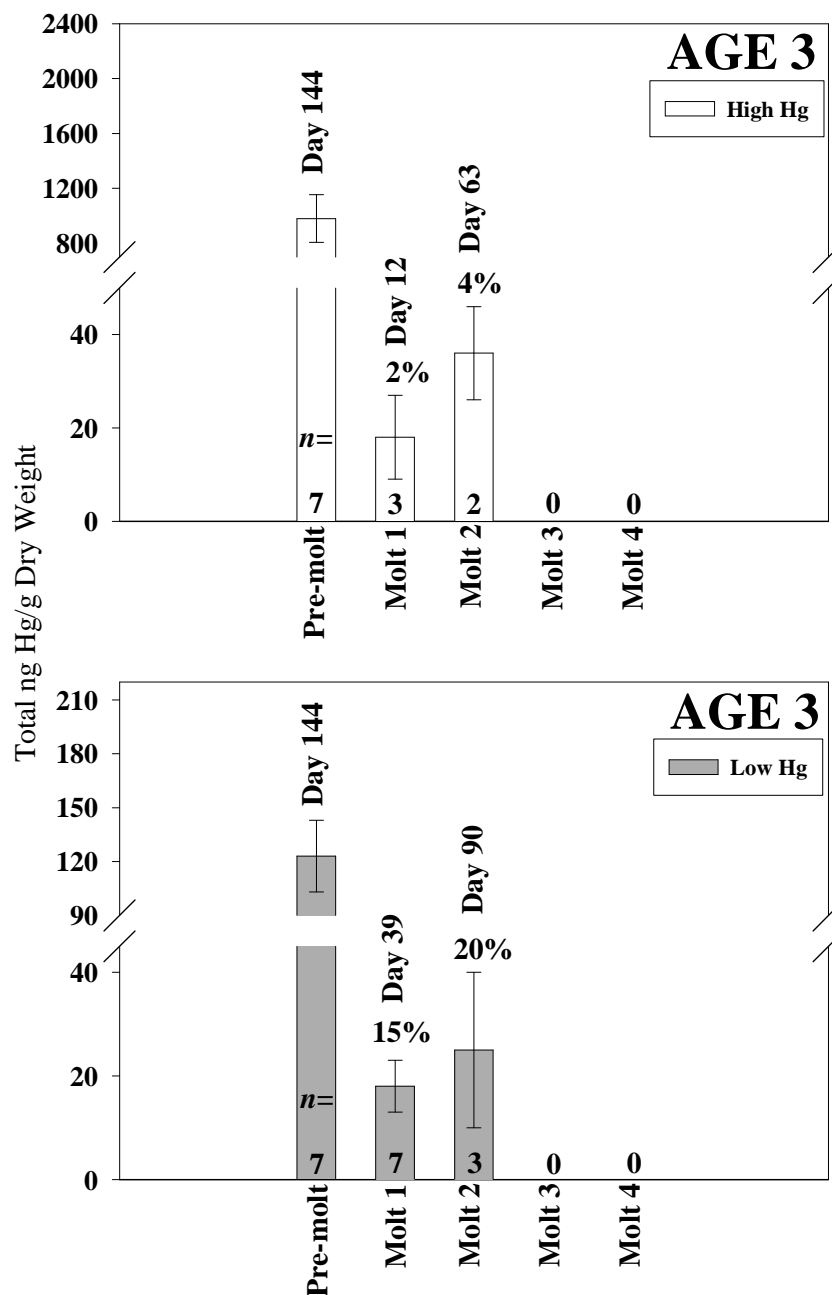 Total ng Hg/g Dry Weight
AGE 3
High Hg
2400
2000
1600
1200
800
40
20
0
Day 144
Day 12
2%
Day 63
4%
n=
7
3
2
0
0
Pre-molt
Molt 1
Molt 2
Molt 3
Molt 4
AGE 3
Low Hg
210
180
150
120
90
40
20
0
Day 144
Day 39
15%
Day 90
20%
n=
7
7
3
0
0
Pre-molt
Molt 1
Molt 2
Molt 3
Molt 4